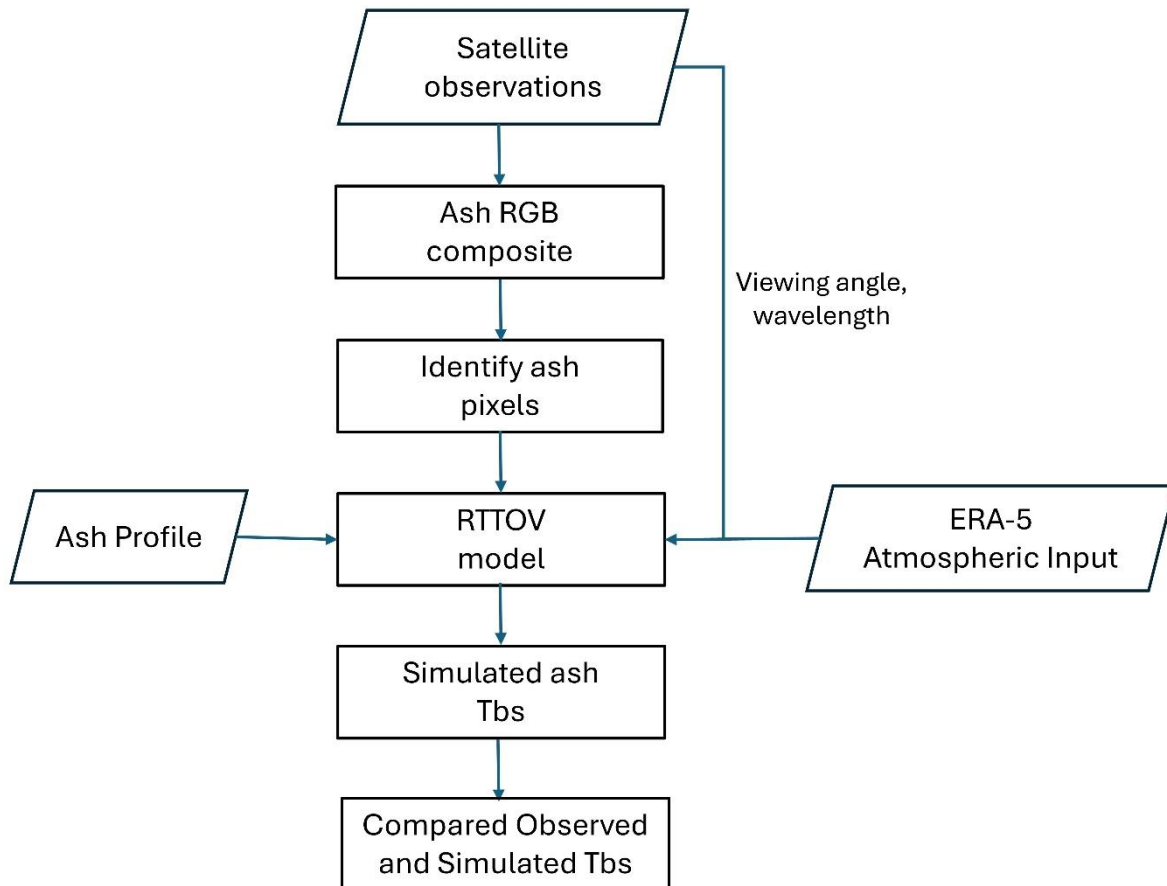 Satellite
observations
Ash RGB
composite
Viewing angle,
wavelength
Identify ash
pixels
Ash Profile
RTTOV
model
ERA-5
Atmospheric Input
Simulated ash
Tbs
Compared Observed
and Simulated Tbs